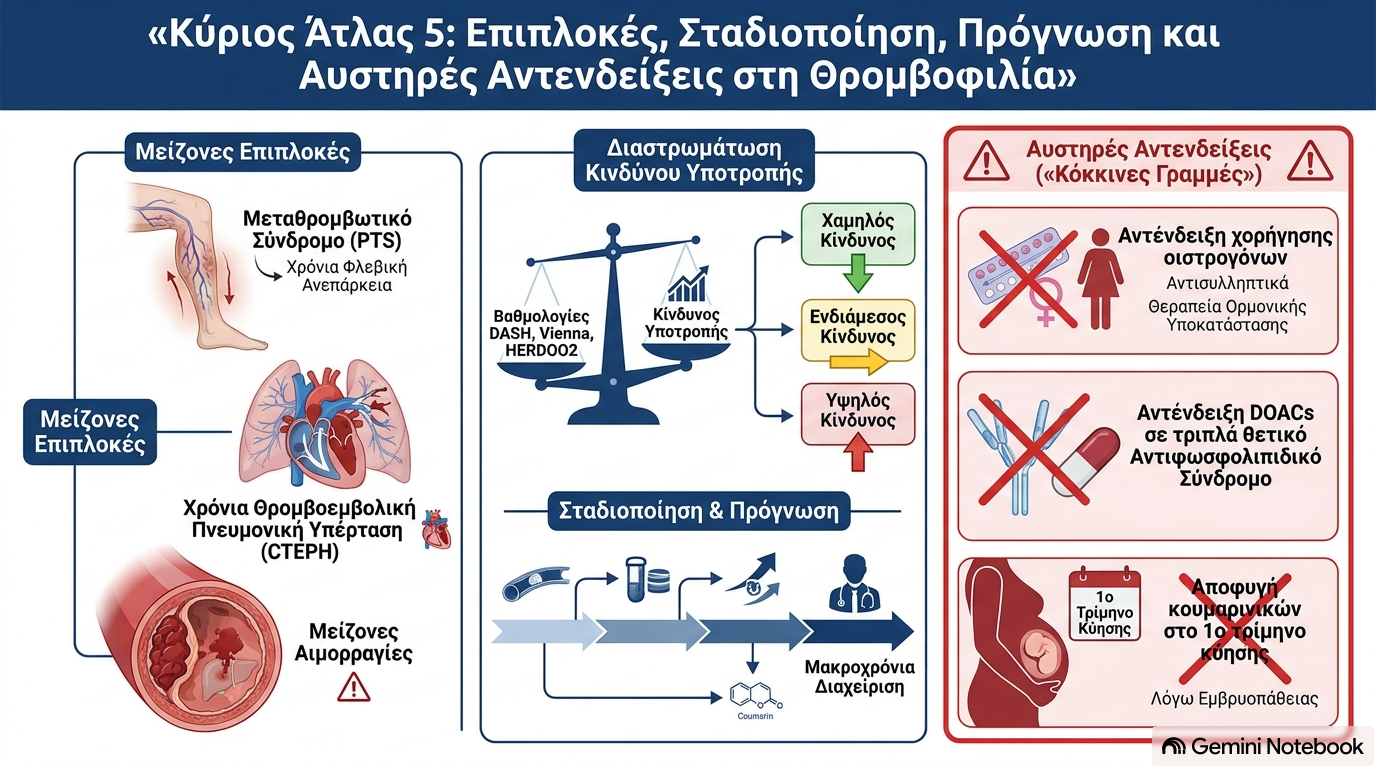 «Κύριος Άτλας 5: Επιπλοκές, Σταδιοποίηση, Πρόγνωση και
Αυστηρές Αντενδείξεις στη Θρομβοφιλία»
Μείζονες Επιπλοκές
Μεταθρομβωτικό
Σύνδρομο (PTS)
Χρόνια Φλεβική
Ανεπάρκεια
Μείζονες
Επιπλοκές
Χρόνια Θρομβοεμβολική
Πνευμονική Υπέρταση
(CTEPH)
Μείζονες
Αιμορραγίες
Διαστρωμάτωση
Κινδύνου Υποτροπής
Βαθμολογίες
DASH, Vienna,
HERDOO2
Κίνδυνος
Υποτροπής
Χαμηλός
Κίνδυνος
Ενδιάμεσος
Κίνδυνος
Υψηλός
Κίνδυνος
Σταδιοποίηση & Πρόγνωση
Μακροχρόνια
Διαχείριση
Coumsrin
Αυστηρές Αντενδείξεις
(«Κόκκινες Γραμμές»)
Αντένδειξη χορήγησης
οιστρογόνων
Αντισυλληπτικά
Θεραπεία Ορμονικής
Υποκατάστασης
Αντένδειξη DOACs
σε τριπλά θετικό
Αντιφωσφολιπιδικό
Σύνδρομο
1ο
Τρίμηνο
Κύησης
Αποφυγή
κουμαρινικών
στο 1ο τρίμηνο
κύησης
Λόγω Εμβρυοπάθειας
Gemini Notebook